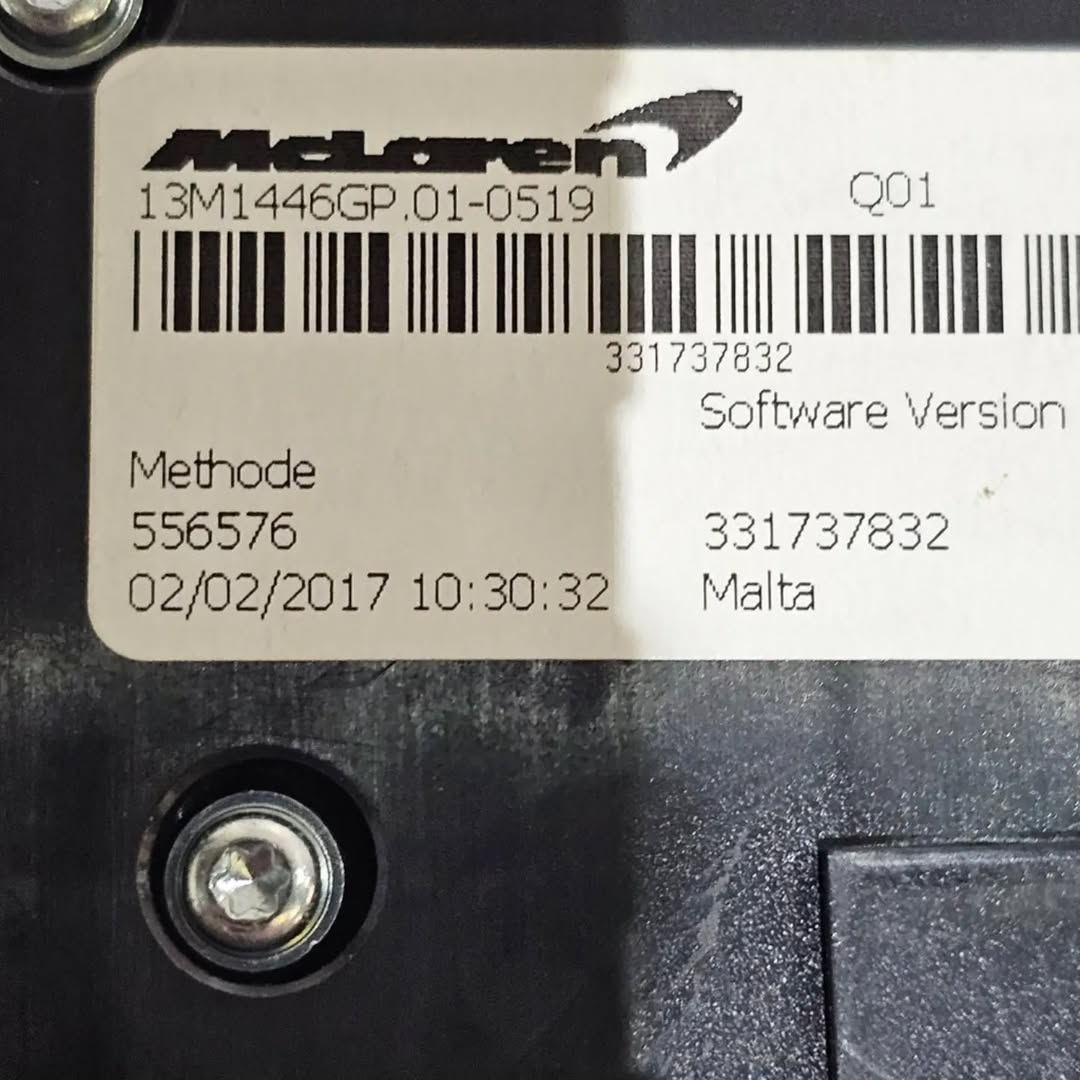 McLaren
13M1446GP.01-0519 Q01
331737832
Software Version
Methode
556576 331737832
02/02/2017 10:30:32 Malta